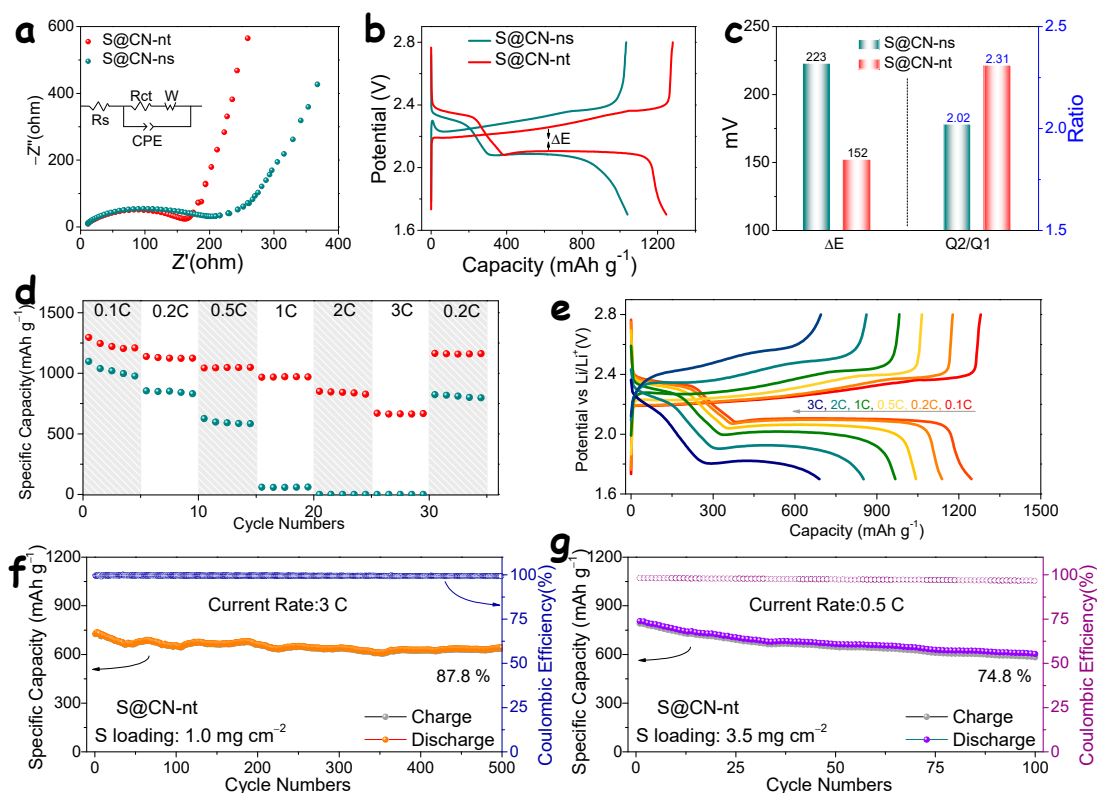 a
S@CN-nt
S@CN-ns
Rs
Rct
W
CPE
−Z''(ohm)
600
400
200
0
0
100
200
300
400
Z'(ohm)
b
S@CN-ns
S@CN-nt
ΔE
Potential (V)
2.8
2.4
2.0
1.6
0
400
800
1200
Capacity (mAh g⁻¹)
c
S@CN-ns
S@CN-nt
223
152
2.02
2.31
mV
250
200
150
100
ΔE
Q2/Q1
2.5
2.0
1.5
Ratio
d
0.1C
0.2C
0.5C
1C
2C
3C
0.2C
Specific Capacity(mAh g⁻¹)
1500
1000
500
0
0
10
20
30
Cycle Numbers
e
3C, 2C, 1C, 0.5C, 0.2C, 0.1C
Potential vs Li/Li⁺(V)
2.8
2.4
2.0
1.6
0
300
600
900
1200
1500
Capacity (mAh g⁻¹)
f
Current Rate:3 C
87.8 %
S@CN-nt
S loading: 1.0 mg cm⁻²
Charge
Discharge
Specific Capacity (mAh g⁻¹)
1200
900
600
300
0
0
100
200
300
400
500
Cycle Numbers
100
75
50
25
0
Coulombic Efficiency(%)
g
Current Rate:0.5 C
74.8 %
S@CN-nt
S loading: 3.5 mg cm⁻²
Charge
Discharge
Specific Capacity (mAh g⁻¹)
1200
900
600
300
0
0
25
50
75
100
Cycle Numbers
100
75
50
25
0
Coulombic Efficiency(%)